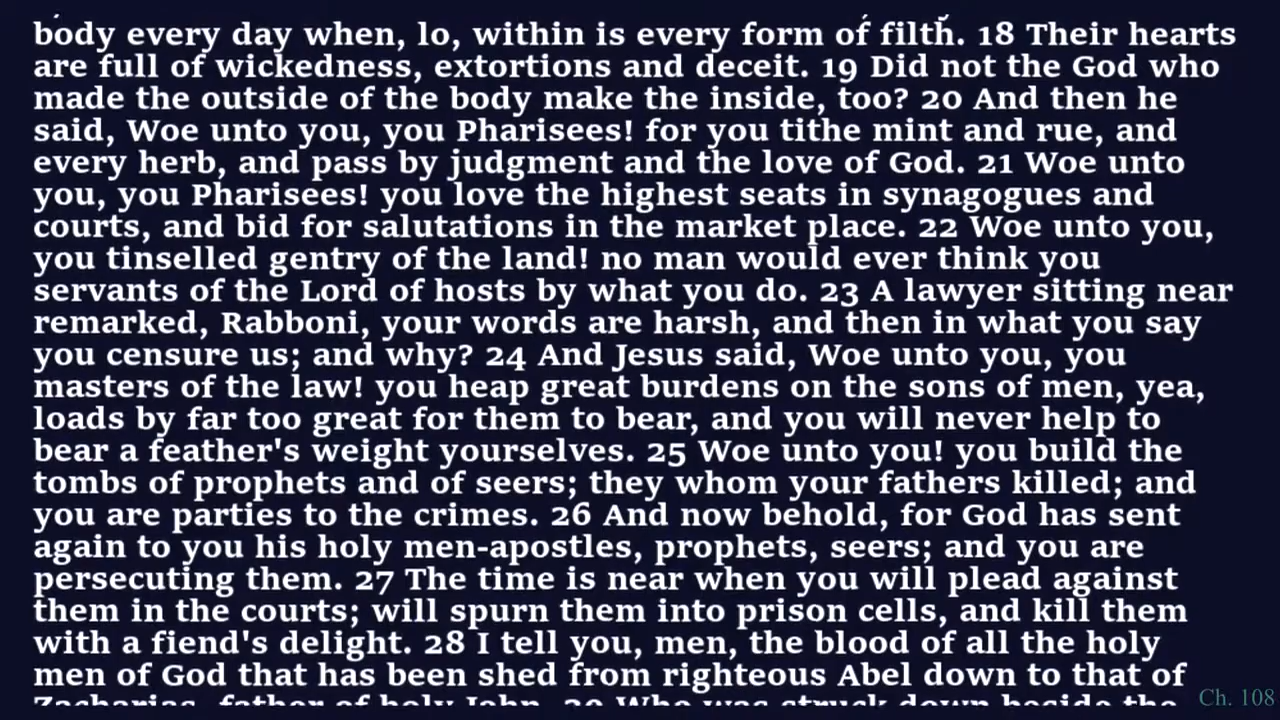 body every day when, lo, within is every form of filth. 18 Their hearts
are full of wickedness, extortions and deceit. 19 Did not the God who
made the outside of the body make the inside, too? 20 And then he
said, Woe unto you, you Pharisees! for you tithe mint and rue, and
every herb, and pass by judgment and the love of God. 21 Woe unto
you, you Pharisees! you love the highest seats in synagogues and
courts, and bid for salutations in the market place. 22 Woe unto you,
you tinselled gentry of the land! no man would ever think you
servants of the Lord of hosts by what you do. 23 A lawyer sitting near
remarked, Rabboni, your words are harsh, and then in what you say
you censure us; and why? 24 And Jesus said, Woe unto you, you
masters of the law! you heap great burdens on the sons of men, yea,
loads by far too great for them to bear, and you will never help to
bear a feather's weight yourselves. 25 Woe unto you! you build the
tombs of prophets and of seers; they whom your fathers killed; and
you are parties to the crimes. 26 And now behold, for God has sent
again to you his holy men-apostles, prophets, seers; and you are
persecuting them. 27 The time is near when you will plead against
them in the courts; will spurn them into prison cells, and kill them
with a fiend's delight. 28 I tell you, men, the blood of all the holy
men of God that has been shed from righteous Abel down to that of
Zacharias, father of holy John, 29 Who was struck down beside the
Ch. 108